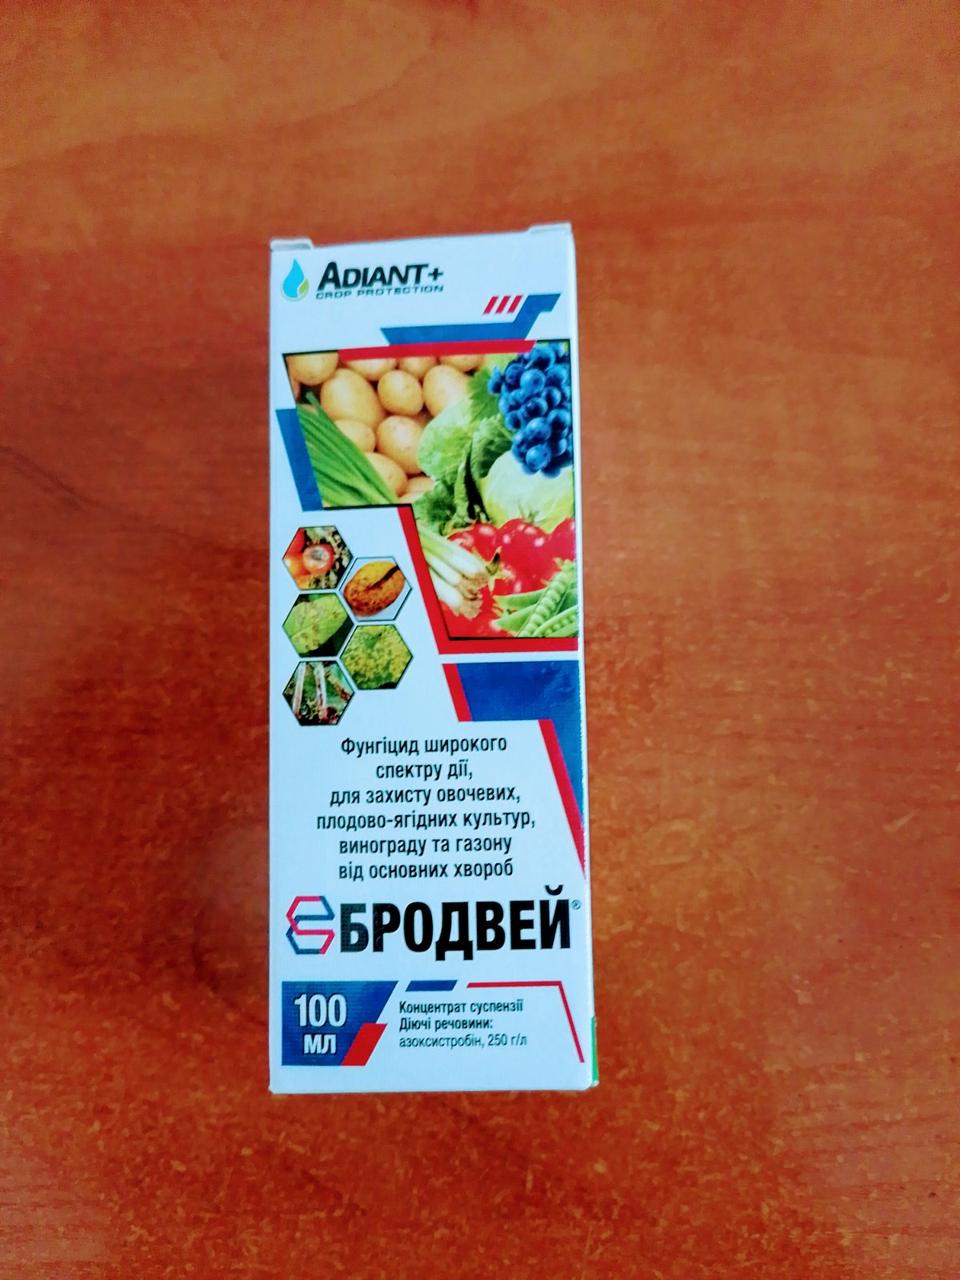 ADIANT+
CROP PROTECTION
Фунгіцид широкого
спектру дії,
для захисту овочевих,
плодово-ягідних культур,
винограду та газону
від основних хвороб
БРОДВЕЙ®
100
МЛ
Концентрат суспензії
Діючі речовини:
азоксистробін, 250 г/л